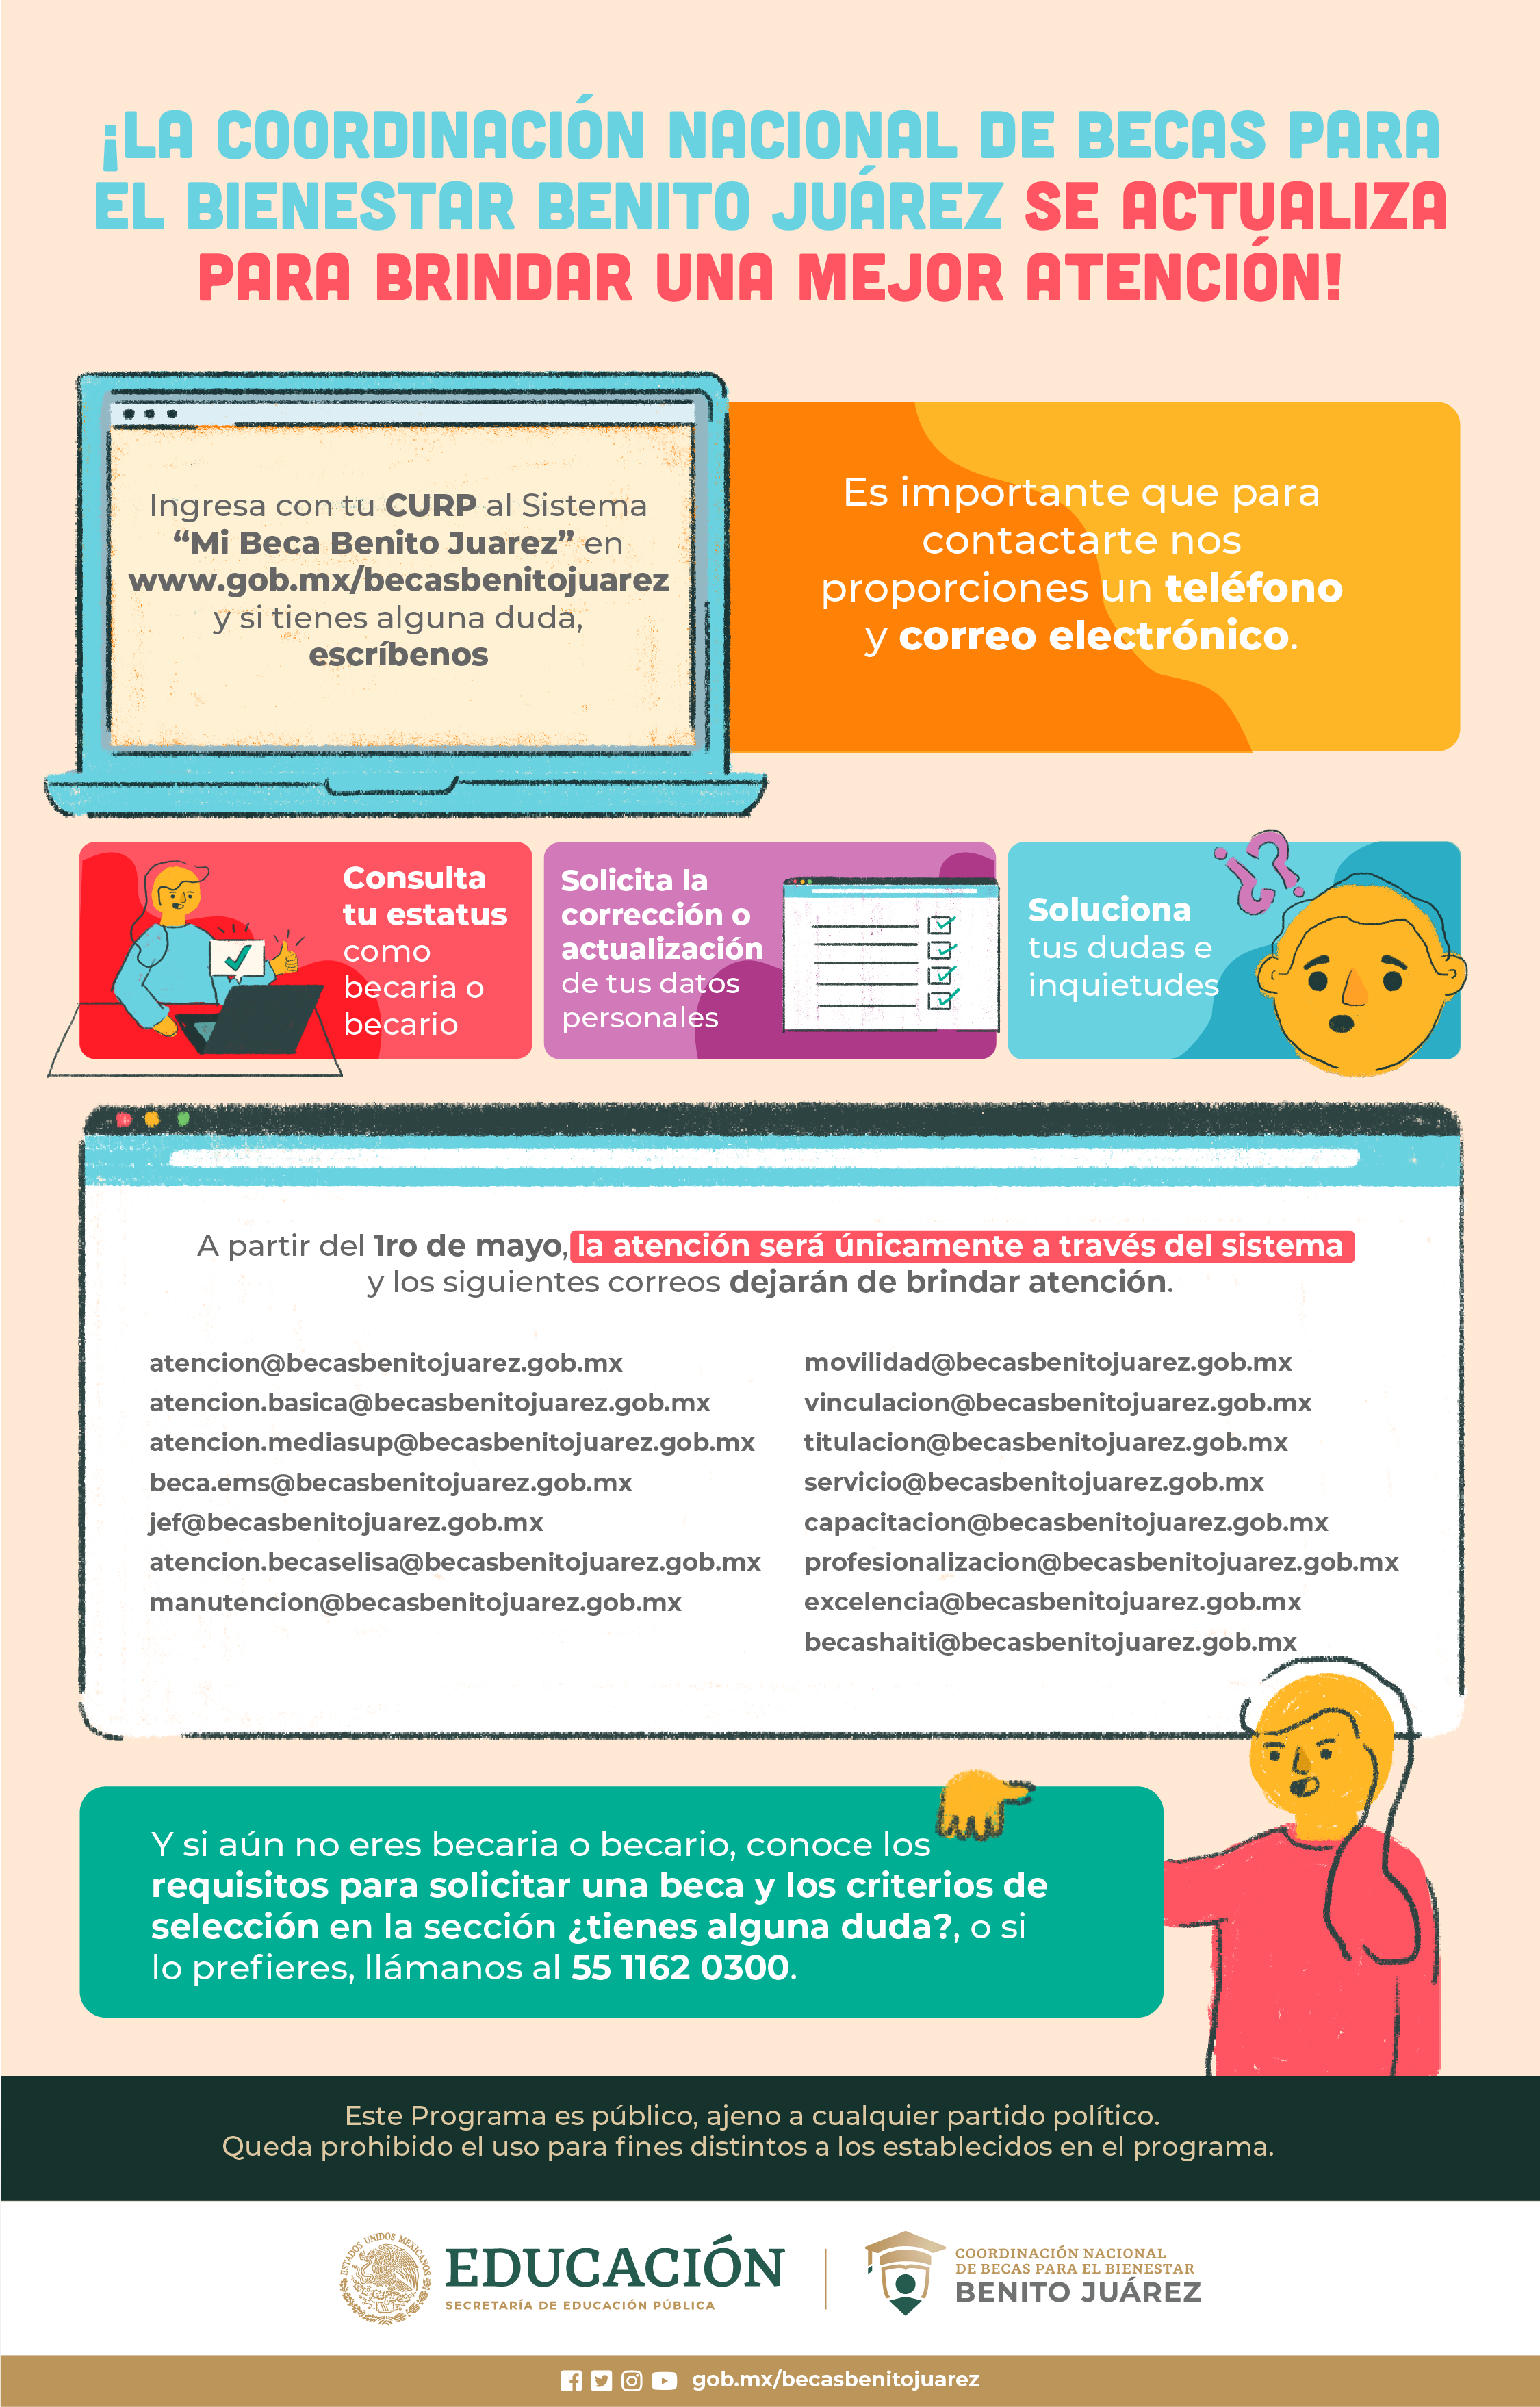 ¡LA COORDINACIÓN NACIONAL DE BECAS PARA
EL BIENESTAR BENITO JUÁREZ SE ACTUALIZA
PARA BRINDAR UNA MEJOR ATENCIÓN!
Ingresa con tu CURP al Sistema
“Mi Beca Benito Juarez” en
www.gob.mx/becasbenitojuarez
y si tienes alguna duda,
escríbenos
Es importante que para
contactarte nos
proporciones un teléfono
y correo electrónico.
Consulta
tu estatus
como
becaria o
becario
Solicita la
corrección o
actualización
de tus datos
personales
Soluciona
tus dudas e
inquietudes
¿?
A partir del 1ro de mayo, la atención será únicamente a través del sistema
y los siguientes correos dejarán de brindar atención.
atencion@becasbenitojuarez.gob.mx
atencion.basica@becasbenitojuarez.gob.mx
atencion.mediasup@becasbenitojuarez.gob.mx
beca.ems@becasbenitojuarez.gob.mx
jef@becasbenitojuarez.gob.mx
atencion.becaselisa@becasbenitojuarez.gob.mx
manutencion@becasbenitojuarez.gob.mx
movilidad@becasbenitojuarez.gob.mx
vinculacion@becasbenitojuarez.gob.mx
titulacion@becasbenitojuarez.gob.mx
servicio@becasbenitojuarez.gob.mx
capacitacion@becasbenitojuarez.gob.mx
profesionalizacion@becasbenitojuarez.gob.mx
excelencia@becasbenitojuarez.gob.mx
becashaiti@becasbenitojuarez.gob.mx
Y si aún no eres becaria o becario, conoce los
requisitos para solicitar una beca y los criterios de
selección en la sección ¿tienes alguna duda?, o si
lo prefieres, llámanos al 55 1162 0300.
Este Programa es público, ajeno a cualquier partido político.
Queda prohibido el uso para fines distintos a los establecidos en el programa.
ESTADOS UNIDOS MEXICANOS
EDUCACIÓN
SECRETARÍA DE EDUCACIÓN PÚBLICA
COORDINACIÓN NACIONAL
DE BECAS PARA EL BIENESTAR
BENITO JUÁREZ
gob.mx/becasbenitojuarez